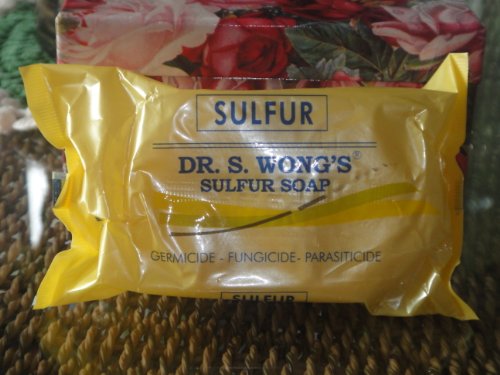 SULFUR
DR. S. WONG'S®
SULFUR SOAP
GERMICIDE - FUNGICIDE - PARASITICIDE
SULFUR